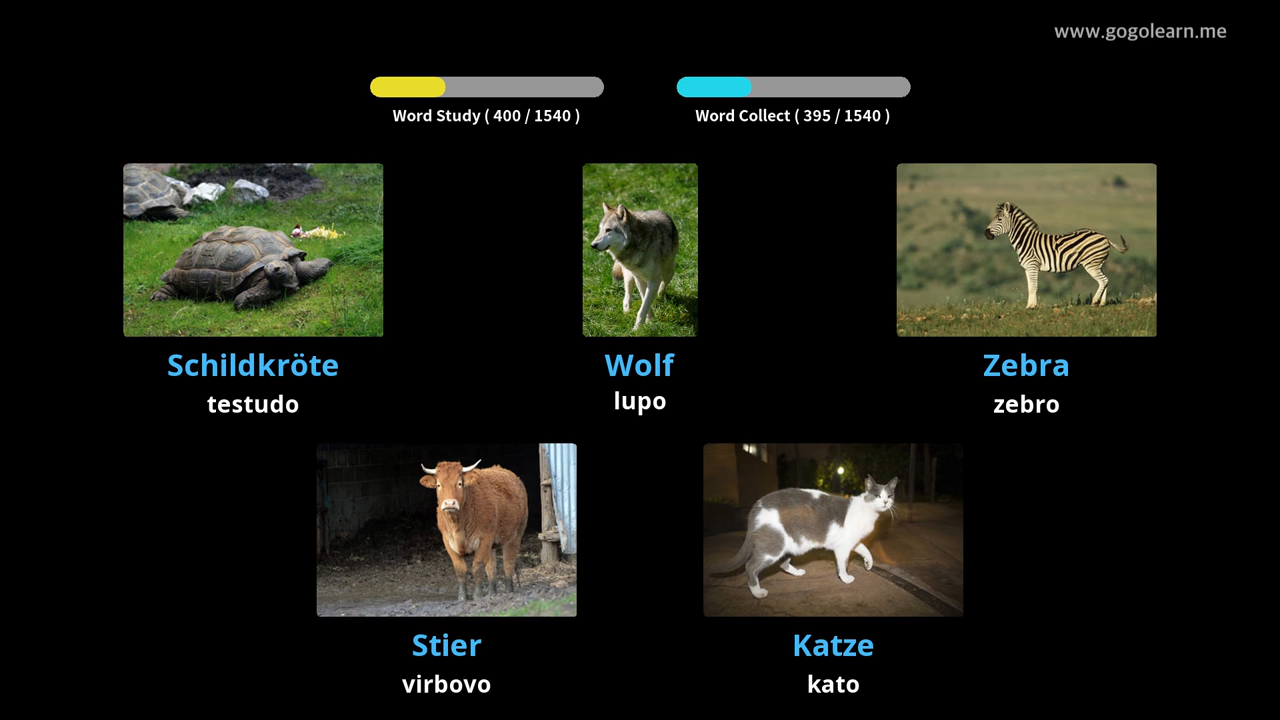 www.gogolearn.me
Word Study ( 400 / 1540 )
Word Collect ( 395 / 1540 )
Schildkröte
testudo
Wolf
lupo
Zebra
zebro
Stier
virbovo
Katze
kato